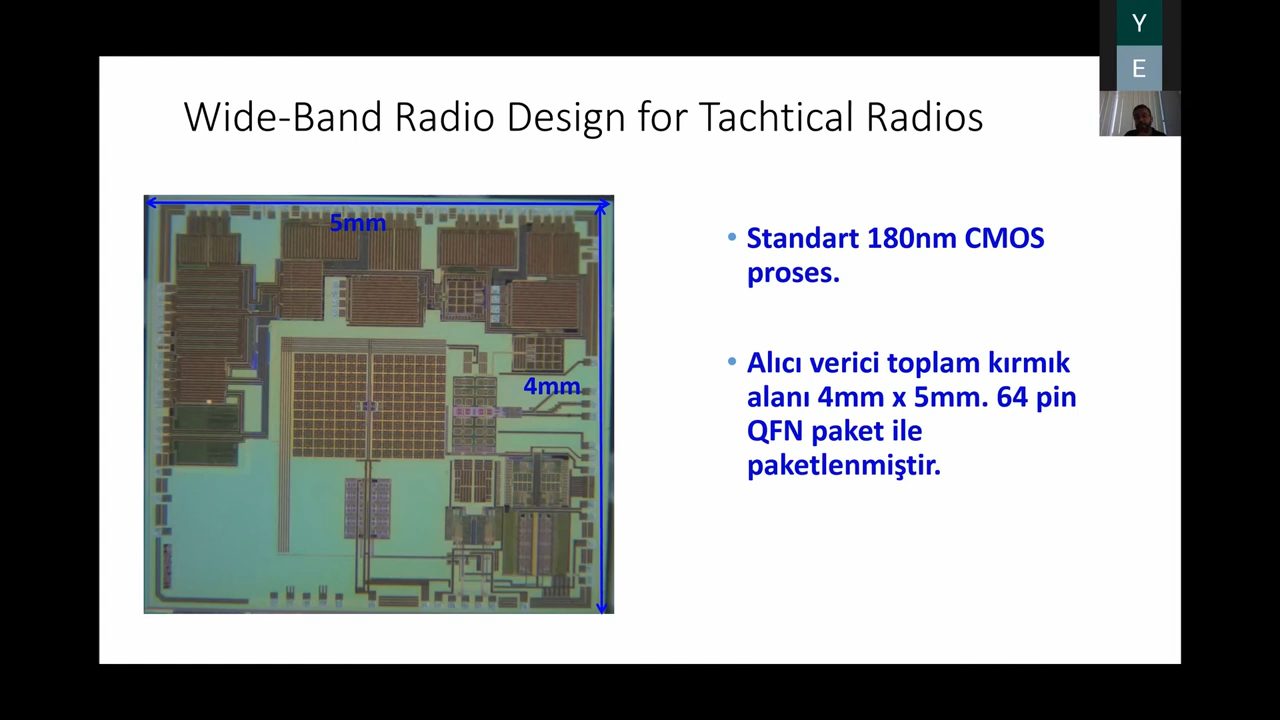 Y
E
Wide-Band Radio Design for Tachtical Radios
5mm
4mm
• Standart 180nm CMOS
proses.
• Alıcı verici toplam kırmık
alanı 4mm x 5mm. 64 pin
QFN paket ile
paketlenmiştir.